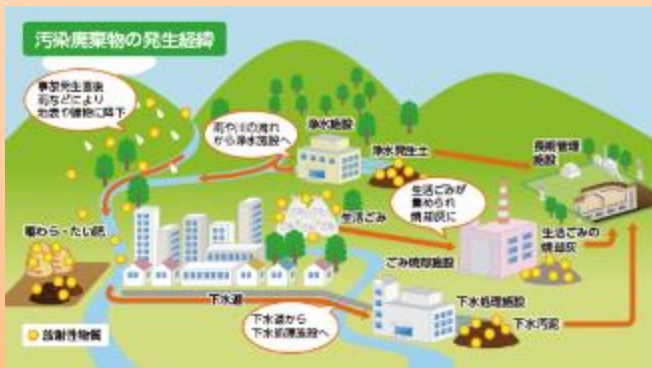 汚染廃棄物の発生経緯
事故発生直後
雨などにより
地表や建物に降下
雨や川の流れ
から浄水施設へ
浄水施設
浄水発生土
長期管理
施設
稲わら・たい肥
生活ごみ
生活ごみが
集められ
焼却灰に
ごみ焼却施設
生活ごみの
焼却灰
下水道
下水道から
下水処理施設へ
下水処理施設
下水汚泥
放射性物質